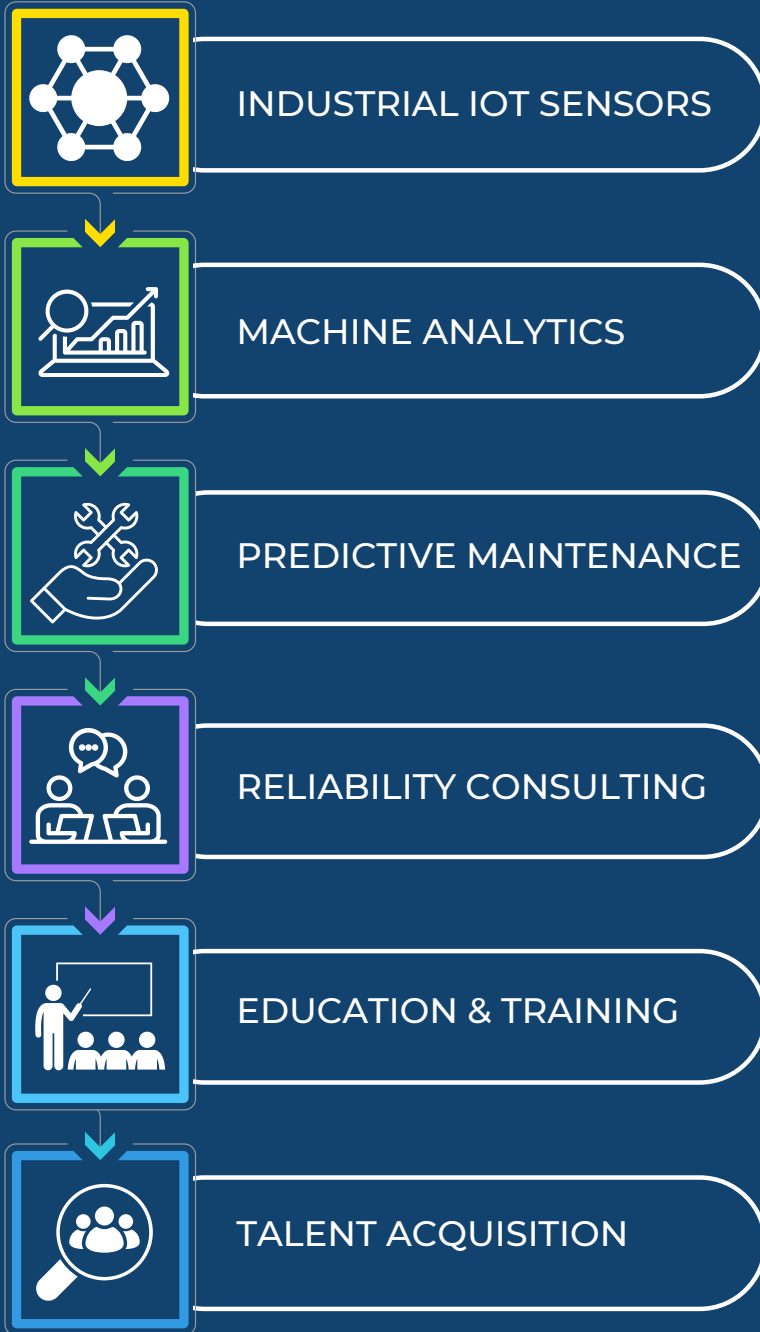 INDUSTRIAL IOT SENSORS
MACHINE ANALYTICS
PREDICTIVE MAINTENANCE
RELIABILITY CONSULTING
EDUCATION & TRAINING
TALENT ACQUISITION